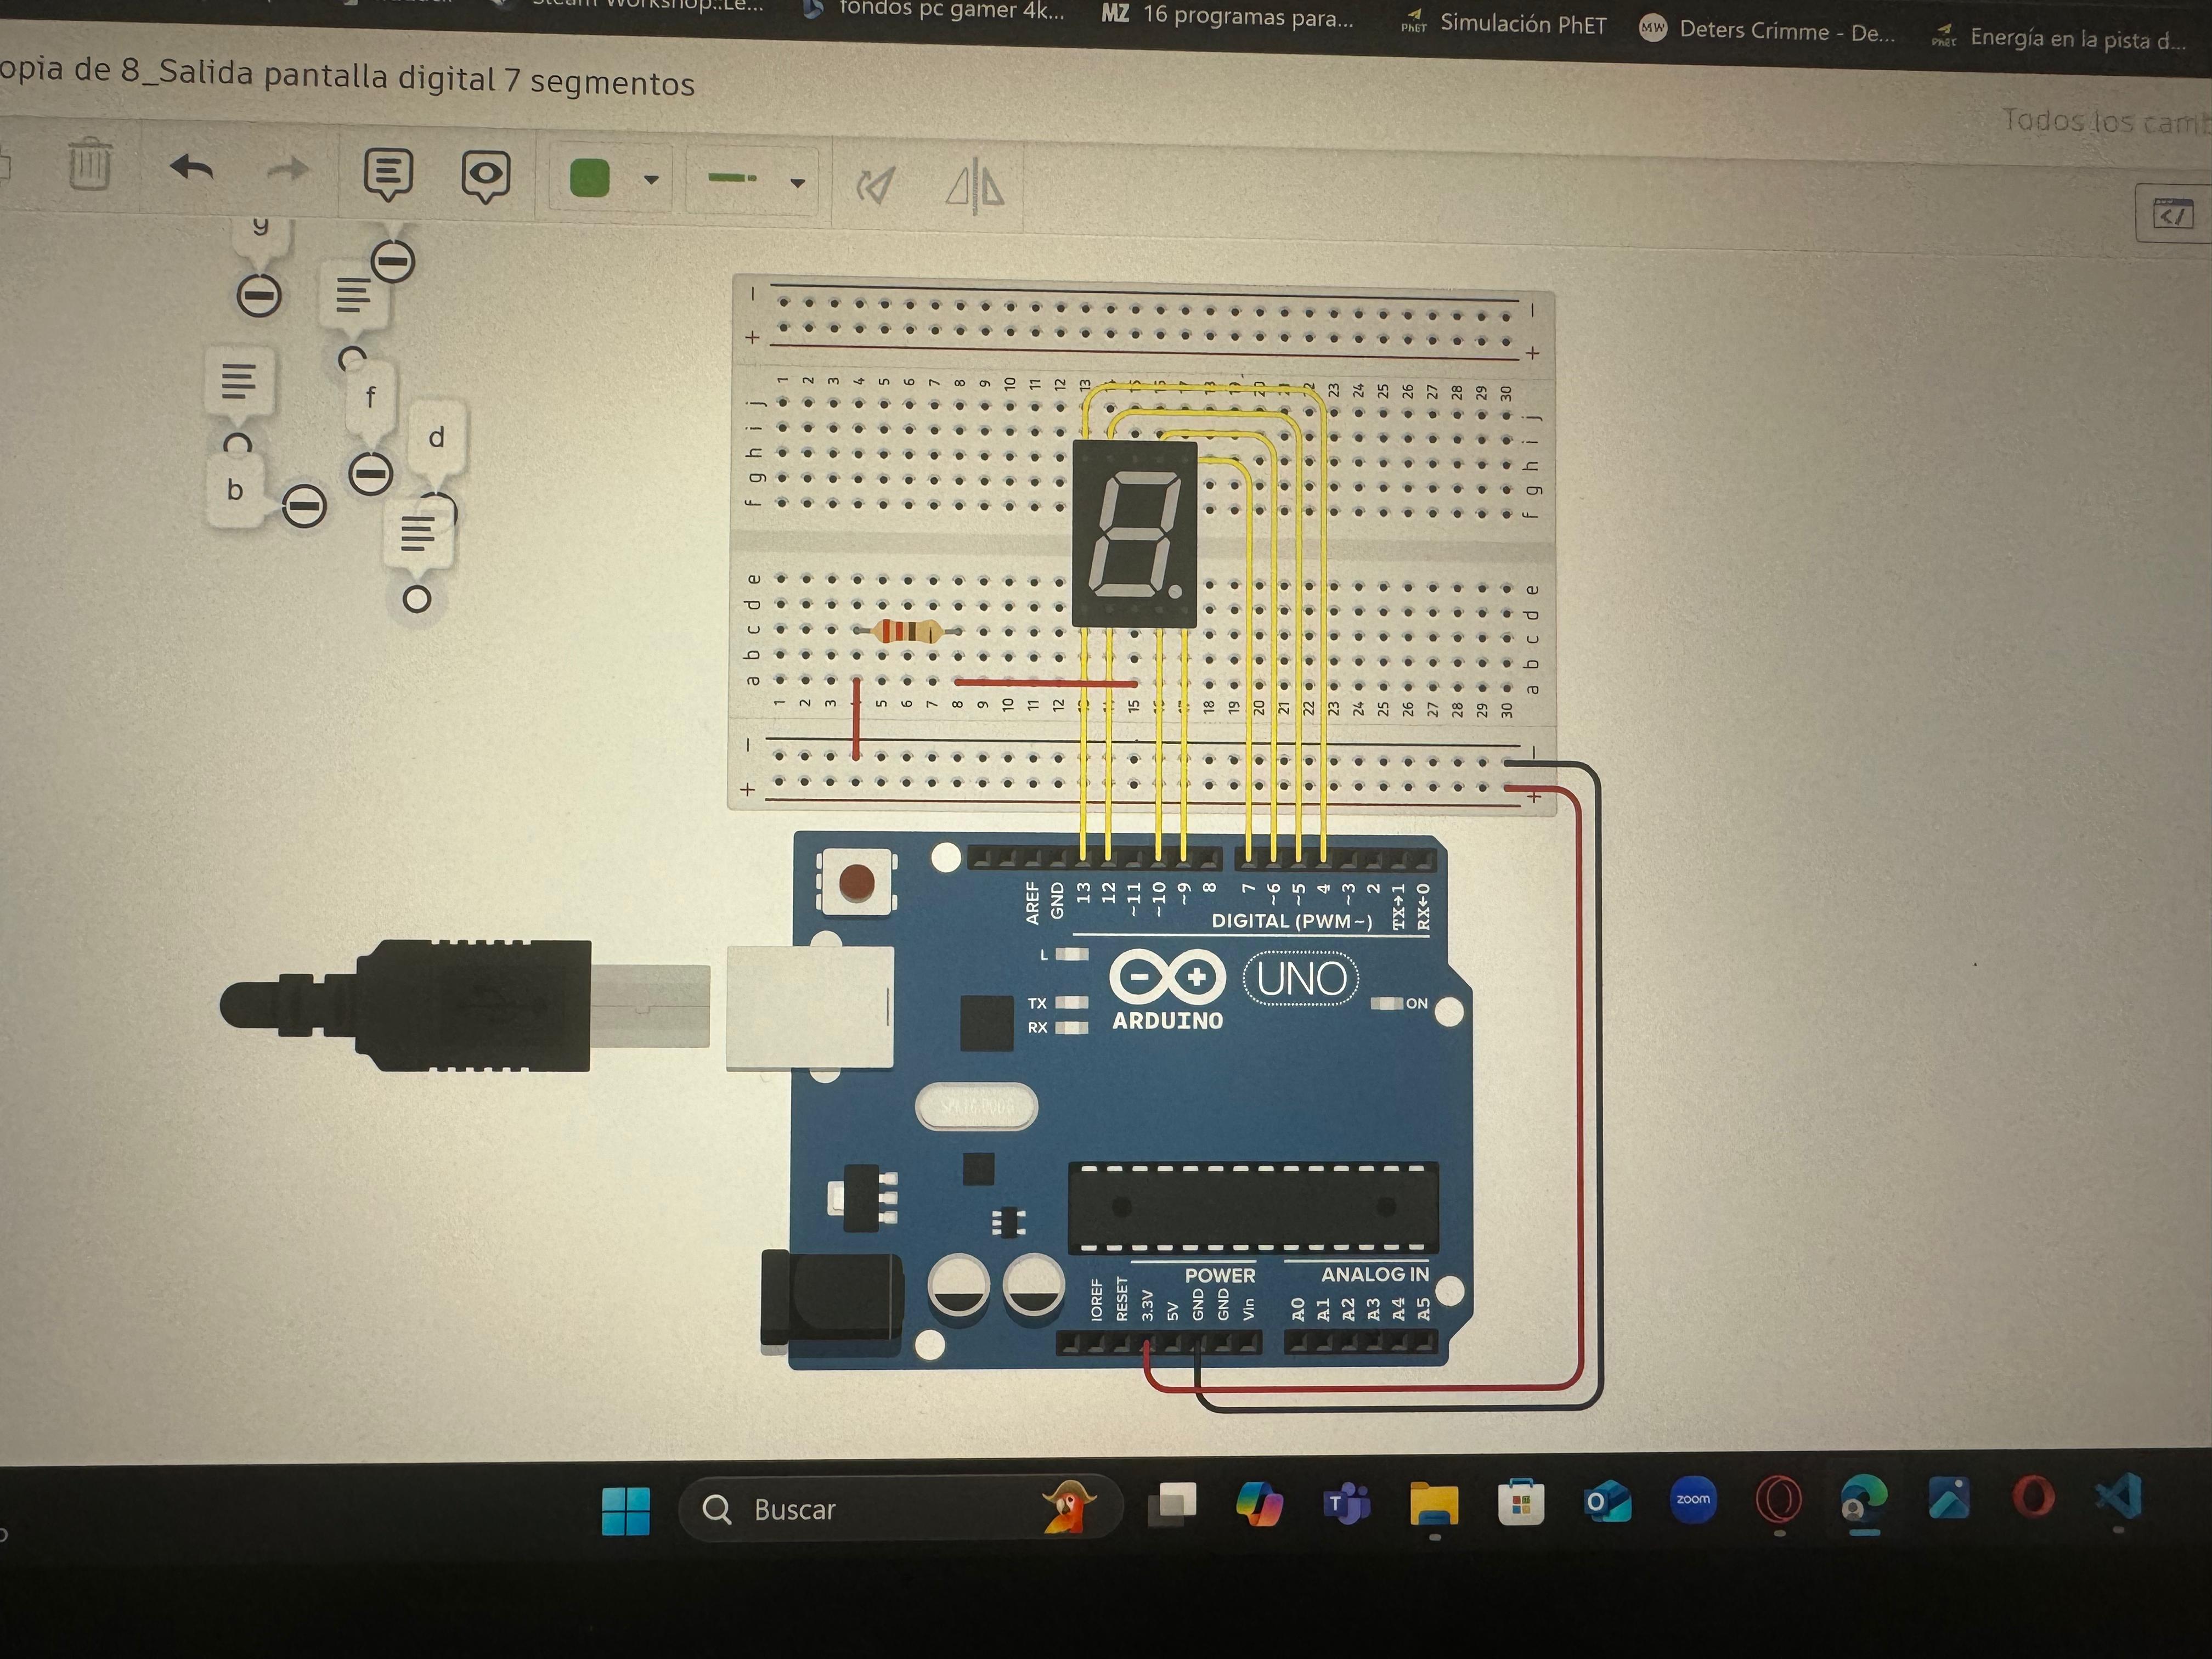 fondos pc gamer 4k...
MZ 16 programas para...
PhET Simulación PhET
MW Deters Crimme - De...
PhET Energía en la pista d...
opia de 8_Salida pantalla digital 7 segmentos
Todos los camb
y
f
d
b
- -
+ +
1 2 3 4 5 6 7 8 9 10 11 12 13 22 23 24 25 26 27 28 29 30
j j
i i
h h
g g
f f
e e
d d
c c
b b
a a
1 2 3 5 6 7 8 9 10 11 12 15 18 19 20 21 22 23 24 25 26 27 28 29 30
- -
+ +
AREF GND 13 12 ~11 ~10 ~9 8 7 ~6 ~5 4 ~3 2 TX→1 RX←0
DIGITAL (PWM~)
L
TX
RX
UNO
ON
ARDUINO
POWER ANALOG IN
IOREF RESET 3.3V 5V GND GND Vin A0 A1 A2 A3 A4 A5
Buscar
T
O
zoom